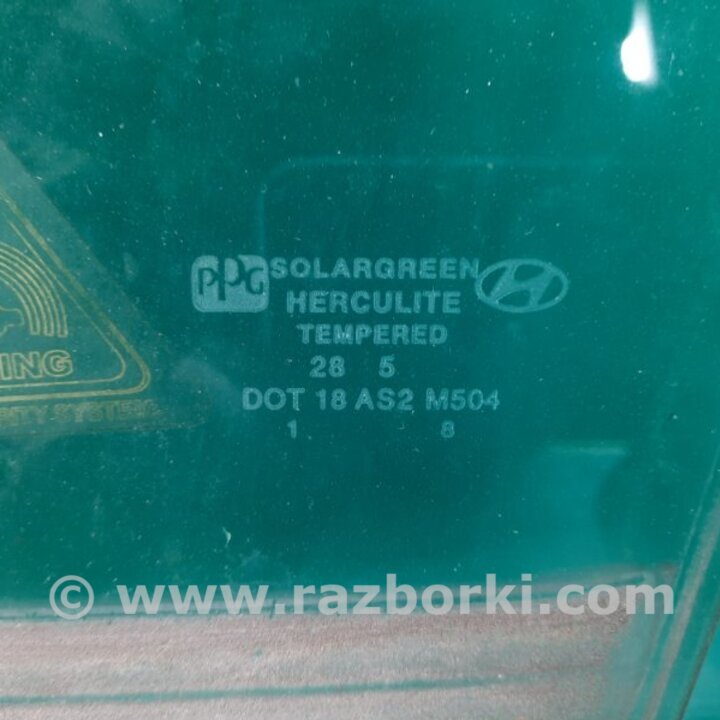 PPG SOLARGREEN
HERCULITE
TEMPERED
28 5
DOT 18 AS2 M504
1 8
© www.razborki.com